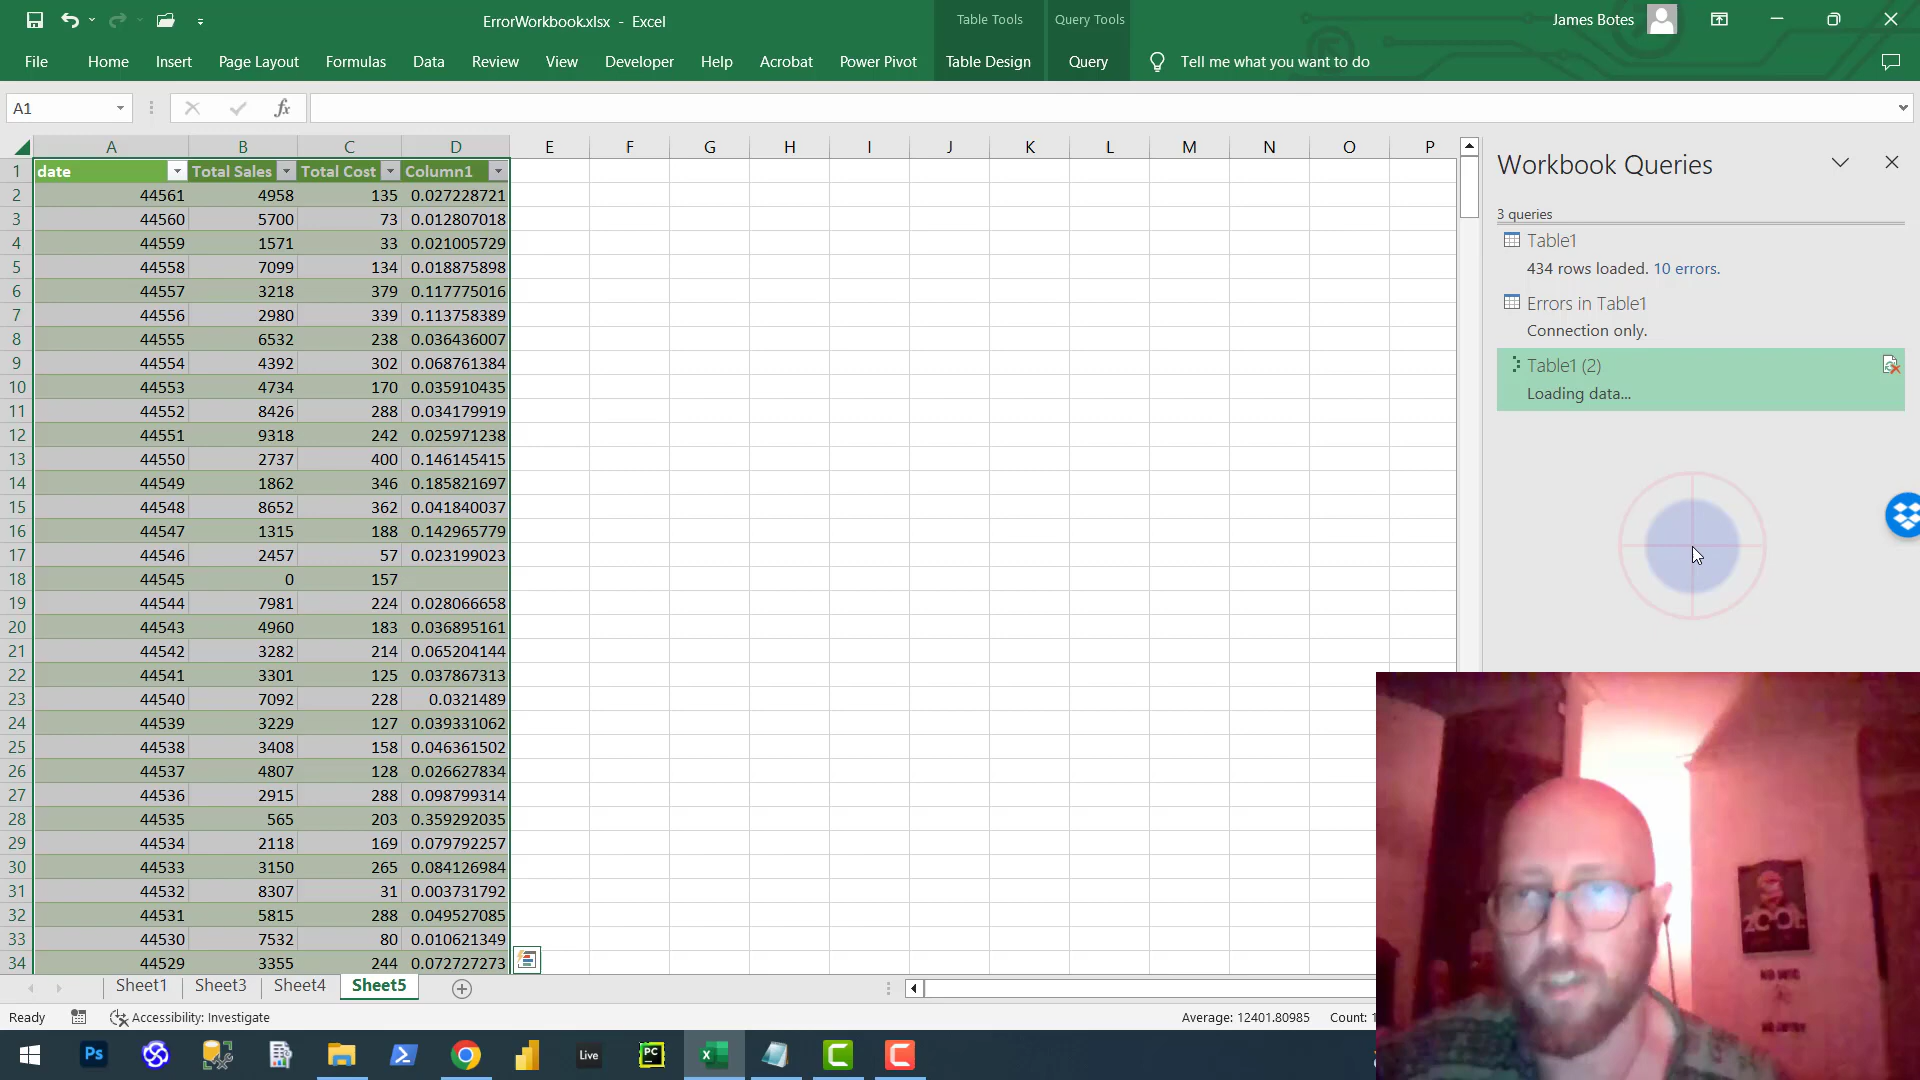 ErrorWorkbook.xlsx - Excel
Table Tools
Query Tools
James Botes
File Home Insert Page Layout Formulas Data Review View Developer Help Acrobat Power Pivot Table Design Query Tell me what you want to do
A1 fx
A B C D E F G H I J K L M N O P
1 date Total Sales Total Cost Column1
2 44561 4958 135 0.027228721
3 44560 5700 73 0.012807018
4 44559 1571 33 0.021005729
5 44558 7099 134 0.018875898
6 44557 3218 379 0.117775016
7 44556 2980 339 0.113758389
8 44555 6532 238 0.036436007
9 44554 4392 302 0.068761384
10 44553 4734 170 0.035910435
11 44552 8426 288 0.034179919
12 44551 9318 242 0.025971238
13 44550 2737 400 0.146145415
14 44549 1862 346 0.185821697
15 44548 8652 362 0.041840037
16 44547 1315 188 0.142965779
17 44546 2457 57 0.023199023
18 44545 0 157
19 44544 7981 224 0.028066658
20 44543 4960 183 0.036895161
21 44542 3282 214 0.065204144
22 44541 3301 125 0.037867313
23 44540 7092 228 0.0321489
24 44539 3229 127 0.039331062
25 44538 3408 158 0.046361502
26 44537 4807 128 0.026627834
27 44536 2915 288 0.098799314
28 44535 565 203 0.359292035
29 44534 2118 169 0.079792257
30 44533 3150 265 0.084126984
31 44532 8307 31 0.003731792
32 44531 5815 288 0.049527085
33 44530 7532 80 0.010621349
34 44529 3355 244 0.072727273
Workbook Queries
3 queries
Table1
434 rows loaded. 10 errors.
Errors in Table1
Connection only.
Table1 (2)
Loading data...
Sheet1 Sheet3 Sheet4 Sheet5
Ready
Accessibility: Investigate
Average: 12401.80985
Count:
Ps
Live
PC